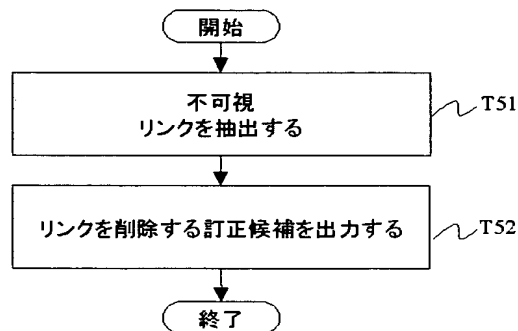 開始
不可視
リンクを抽出する
T51
リンクを削除する訂正候補を出力する
T52
終了